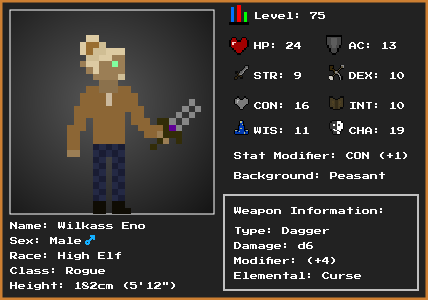 Level: 75
HP: 24 AC: 13
STR: 9 DEX: 10
CON: 16 INT: 10
WIS: 11 CHA: 19
Stat Modifier: CON (+1)
Background: Peasant
Weapon Information:
Type: Dagger
Damage: d6
Modifier: (+4)
Elemental: Curse
Name: Wilkass Eno
Sex: Male ♂
Race: High Elf
Class: Rogue
Height: 182cm (5'12")